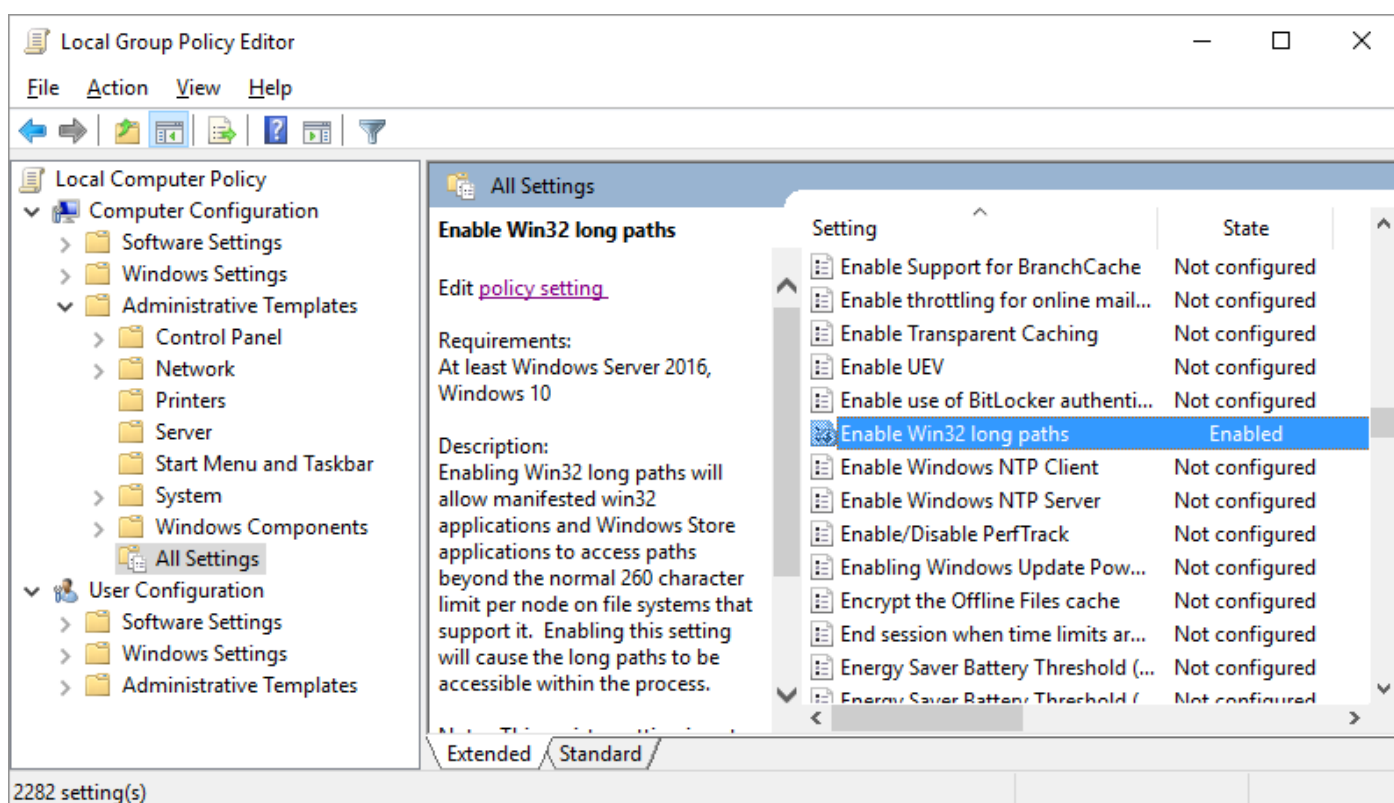 Local Group Policy Editor
File Action View Help
Local Computer Policy
Computer Configuration
Software Settings
Windows Settings
Administrative Templates
Control Panel
Network
Printers
Server
Start Menu and Taskbar
System
Windows Components
All Settings
User Configuration
Software Settings
Windows Settings
Administrative Templates
All Settings
Enable Win32 long paths
Edit policy setting
Requirements:
At least Windows Server 2016,
Windows 10
Description:
Enabling Win32 long paths will
allow manifested win32
applications and Windows Store
applications to access paths
beyond the normal 260 character
limit per node on file systems that
support it. Enabling this setting
will cause the long paths to be
accessible within the process.
Setting State
Enable Support for BranchCache Not configured
Enable throttling for online mail... Not configured
Enable Transparent Caching Not configured
Enable UEV Not configured
Enable use of BitLocker authenti... Not configured
Enable Win32 long paths Enabled
Enable Windows NTP Client Not configured
Enable Windows NTP Server Not configured
Enable/Disable PerfTrack Not configured
Enabling Windows Update Pow... Not configured
Encrypt the Offline Files cache Not configured
End session when time limits ar... Not configured
Energy Saver Battery Threshold (... Not configured
Energy Saver Battery Threshold ( Not configured
Extended Standard
2282 setting(s)